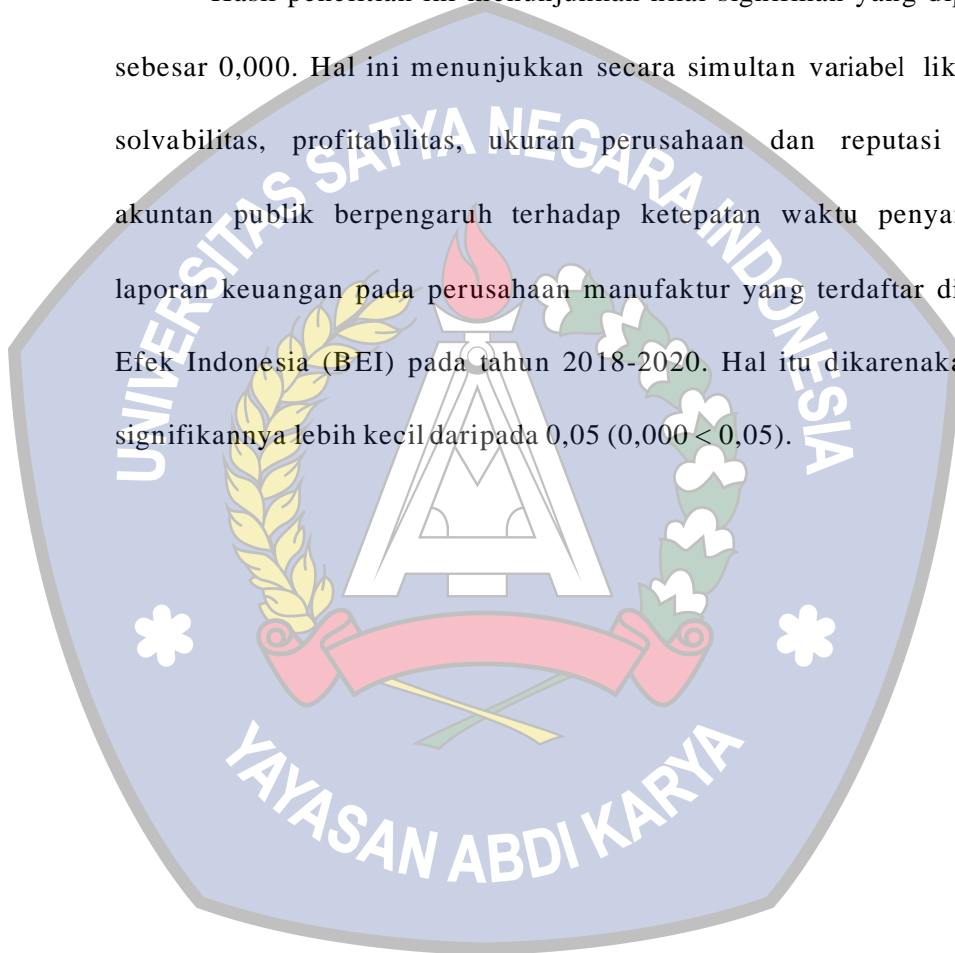 sebesar 0,000. Hal ini menunjukkan secara simultan variabel lik
solvabilitas, profitabilitas, ukuran perusahaan dan reputasi
akuntan publik berpengaruh terhadap ketepatan waktu penya
laporan keuangan pada perusahaan manufaktur yang terdaftar di
Efek Indonesia (BEI) pada tahun 2018-2020. Hal itu dikarenaka
signifikannya lebih kecil daripada 0,05 (0,000 < 0,05).
UNIVERSITAS SATYA NEGARA INDONESIA
YAYASAN ABDI KARYA